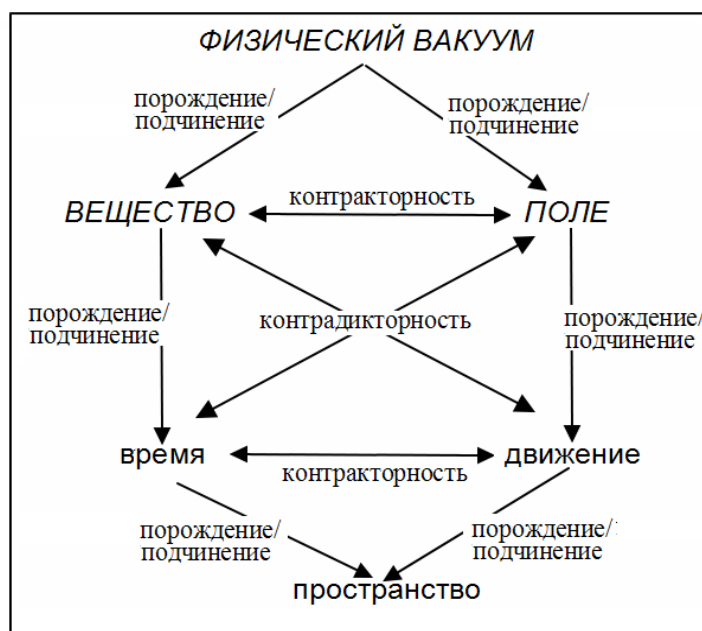 ФИЗИЧЕСКИЙ ВАКУУМ
порождение/
подчинение
порождение/
подчинение
ВЕЩЕСТВО
контракторность
ПОЛЕ
порождение/
подчинение
контрадикторность
порождение/
подчинение
время
контракторность
движение
порождение/
подчинение
порождение/
подчинение
пространство